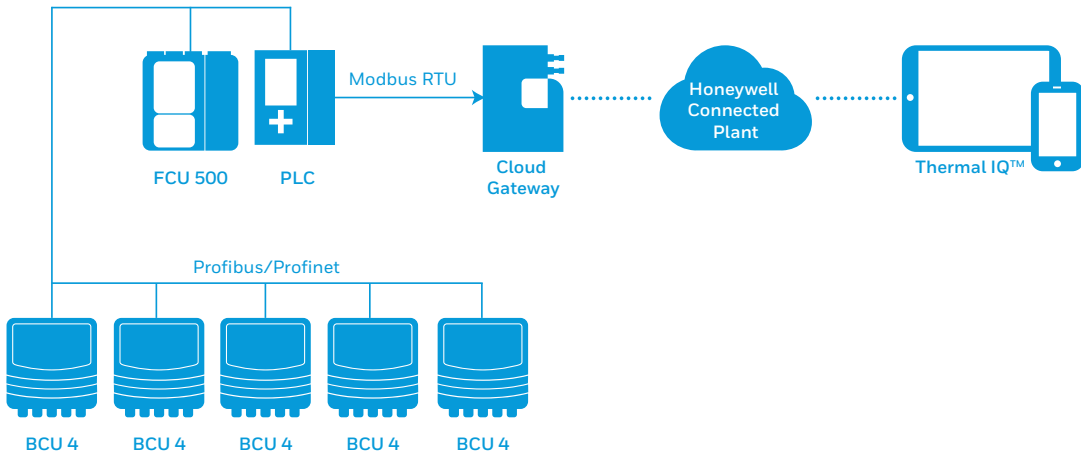 Modbus RTU
Honeywell
Connected
Plant
FCU 500
PLC
Cloud
Gateway
Thermal IQ™
Profibus/Profinet
BCU 4
BCU 4
BCU 4
BCU 4
BCU 4